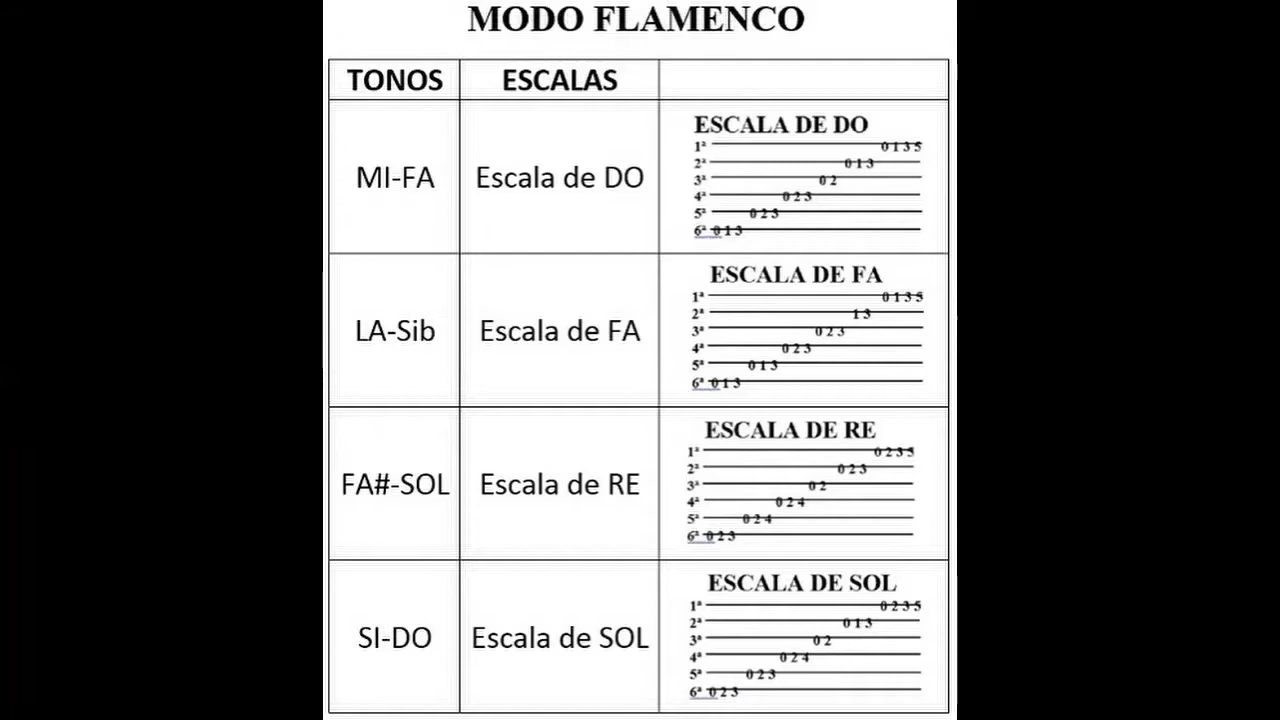 MODO FLAMENCO
TONOS ESCALAS
MI-FA Escala de DO
ESCALA DE DO
1ª 0 1 3 5
2ª 0 1 3
3ª 0 2
4ª 0 2 3
5ª 0 2 3
6ª 0 1 3
LA-Sib Escala de FA
ESCALA DE FA
1ª 0 1 3 5
2ª 1 3
3ª 0 2 3
4ª 0 2 3
5ª 0 1 3
6ª 0 1 3
FA#-SOL Escala de RE
ESCALA DE RE
1ª 0 2 3 5
2ª 0 2 3
3ª 0 2
4ª 0 2 4
5ª 0 2 4
6ª 0 2 3
SI-DO Escala de SOL
ESCALA DE SOL
1ª 0 2 3 5
2ª 0 1 3
3ª 0 2
4ª 0 2 4
5ª 0 2 3
6ª 0 2 3